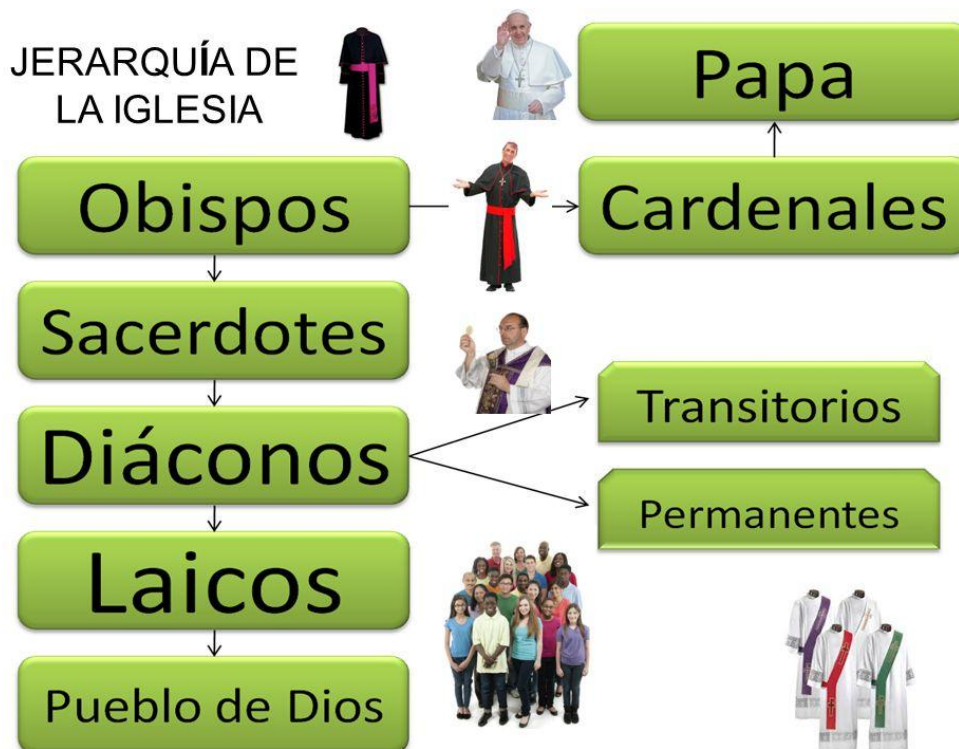 JERARQUÍA DE
LA IGLESIA
Papa
Obispos
Cardenales
Sacerdotes
Diáconos
Transitorios
Permanentes
Laicos
Pueblo de Dios